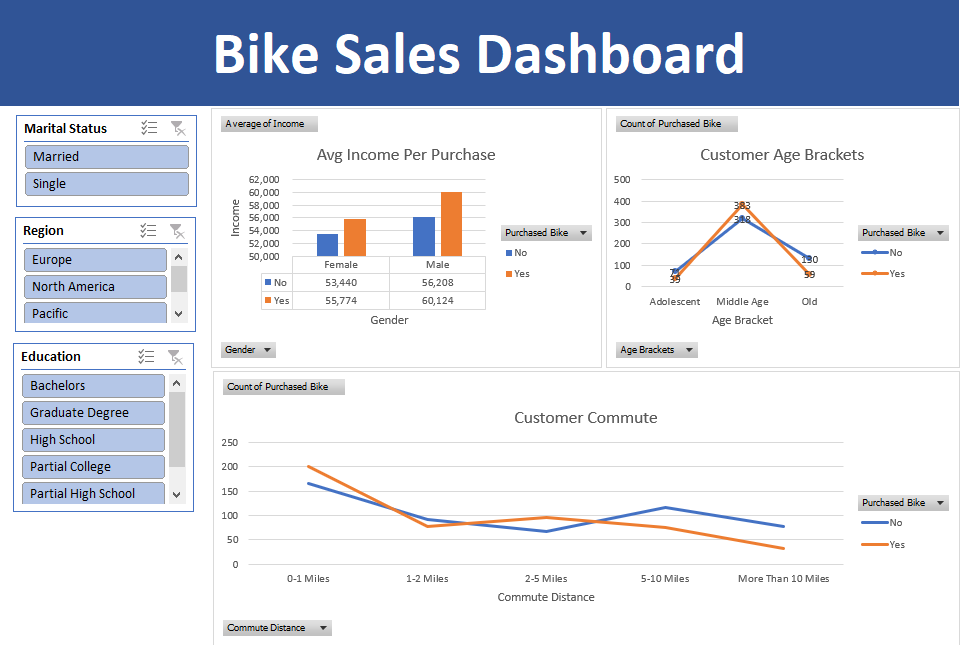 Bike Sales Dashboard
Marital Status
Married
Single
Region
Europe
North America
Pacific
Education
Bachelors
Graduate Degree
High School
Partial College
Partial High School
Average of Income
Avg Income Per Purchase
62,000
60,000
58,000
56,000
54,000
52,000
50,000
Income
Female Male
No 53,440 56,208
Yes 55,774 60,124
Gender
Purchased Bike
No
Yes
Gender
Count of Purchased Bike
Customer Age Brackets
500
400
300
200
100
0
383
318
130
59
39
Adolescent Middle Age Old
Age Bracket
Purchased Bike
No
Yes
Age Brackets
Count of Purchased Bike
Customer Commute
250
200
150
100
50
0
0-1 Miles 1-2 Miles 2-5 Miles 5-10 Miles More Than 10 Miles
Commute Distance
Purchased Bike
No
Yes
Commute Distance